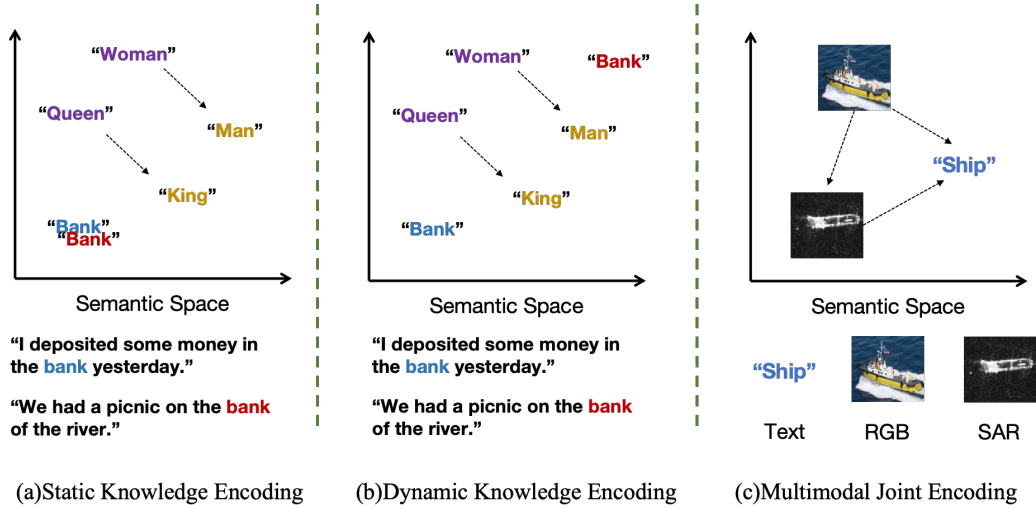 “Woman”
“Queen”
“Man”
“King”
“Bank”
“Bank”
Semantic Space
“I deposited some money in
the bank yesterday.”
“We had a picnic on the bank
of the river.”
(a)Static Knowledge Encoding
“Woman”
“Bank”
“Queen”
“Man”
“King”
“Bank”
Semantic Space
“I deposited some money in
the bank yesterday.”
“We had a picnic on the bank
of the river.”
(b)Dynamic Knowledge Encoding
“Ship”
Semantic Space
“Ship”
Text RGB SAR
(c)Multimodal Joint Encoding